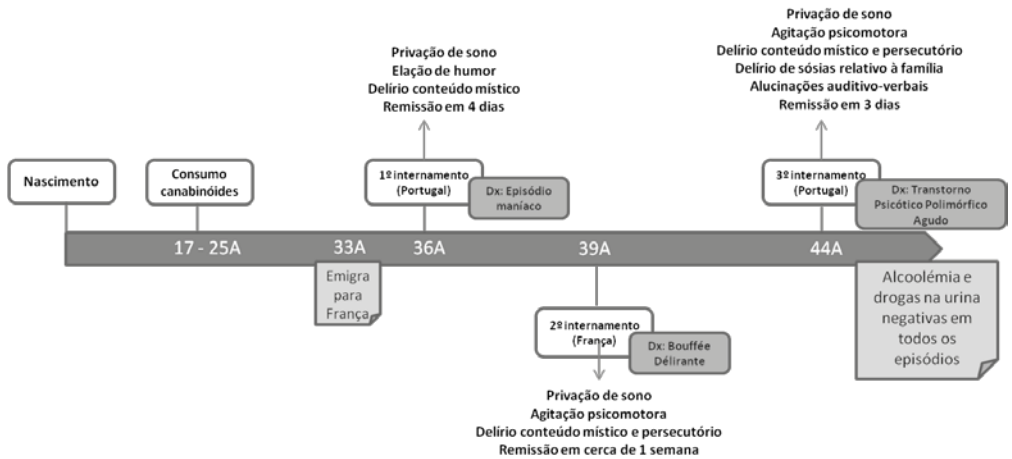 Privação de sono
Elação de humor
Delírio conteúdo místico
Remissão em 4 dias
Privação de sono
Agitação psicomotora
Delírio conteúdo místico e persecutório
Delírio de sósias relativo à família
Alucinações auditivo-verbais
Remissão em 3 dias
Nascimento
Consumo
canabinóides
1º internamento
(Portugal)
Dx: Episódio
maníaco
3º internamento
(Portugal)
Dx: Transtorno
Psicótico Polimórfico
Agudo
17 - 25A
33A
36A
39A
44A
Emigra
para
França
2º internamento
(França)
Dx: Bouffée
Délirante
Alcoolémia e
drogas na urina
negativas em
todos os
episódios
Privação de sono
Agitação psicomotora
Delírio conteúdo místico e persecutório
Remissão em cerca de 1 semana